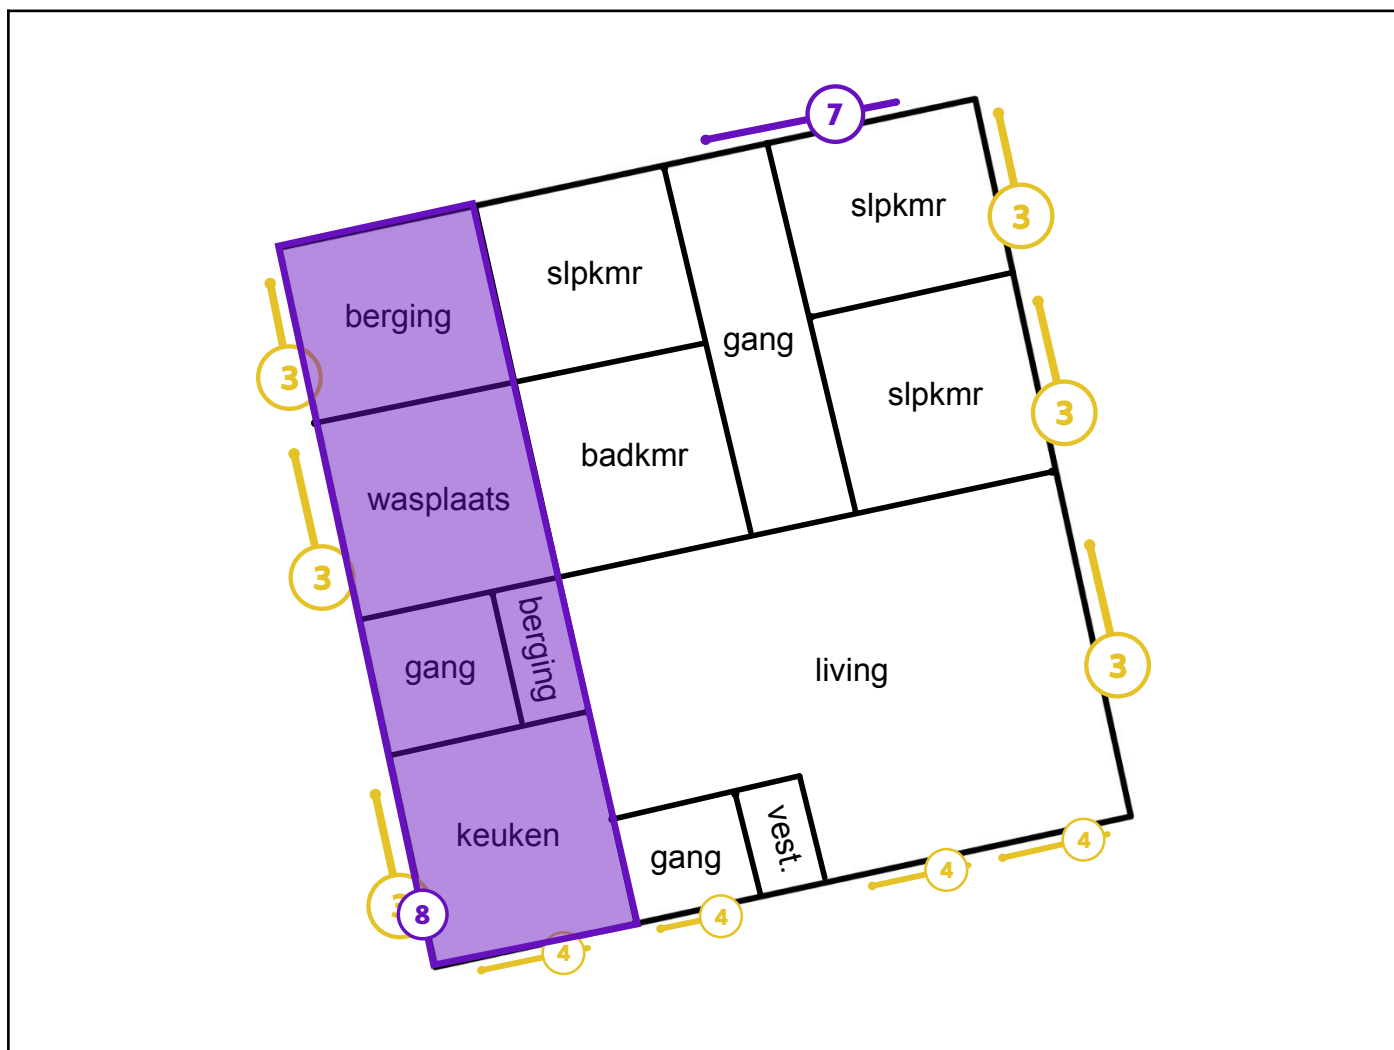 7
slpkmr
3
slpkmr
berging
gang
3
slpkmr
3
badkmr
wasplaats
3
berging
gang
living
3
keuken
vest.
gang
4
4
3
8
4
4